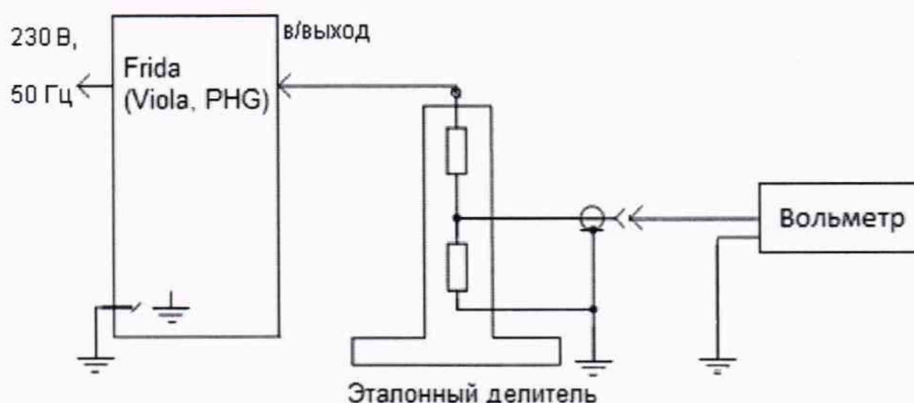 230 В,
50 Гц
Frida
(Viola, PHG)
в/выход
Вольметр
Эталонный делитель